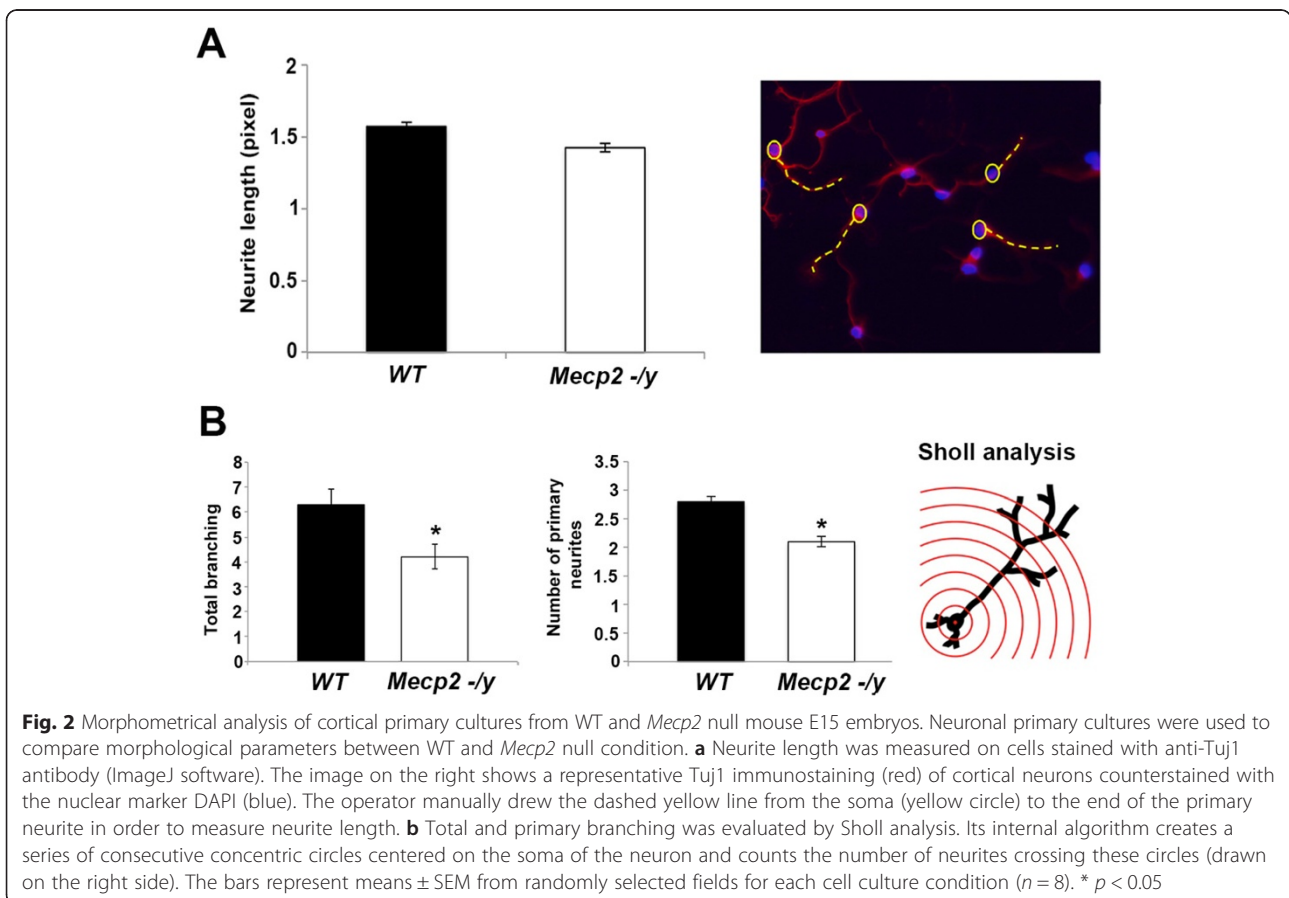 A
2
1.5
1
0.5
0
Neurite length (pixel)
WT
Mecp2 -/y
B
8
7
6
5
4
3
2
1
0
Total branching
*
WT
Mecp2 -/y
3.5
3
2.5
2
1.5
1
0.5
0
Number of primary
neurites
*
WT
Mecp2 -/y
Sholl analysis
Fig. 2 Morphometrical analysis of cortical primary cultures from WT and Mecp2 null mouse E15 embryos. Neuronal primary cultures were used to
compare morphological parameters between WT and Mecp2 null condition. a Neurite length was measured on cells stained with anti-Tuj1
antibody (ImageJ software). The image on the right shows a representative Tuj1 immunostaining (red) of cortical neurons counterstained with
the nuclear marker DAPI (blue). The operator manually drew the dashed yellow line from the soma (yellow circle) to the end of the primary
neurite in order to measure neurite length. b Total and primary branching was evaluated by Sholl analysis. Its internal algorithm creates a
series of consecutive concentric circles centered on the soma of the neuron and counts the number of neurites crossing these circles (drawn
on the right side). The bars represent means ± SEM from randomly selected fields for each cell culture condition (n = 8). * p < 0.05